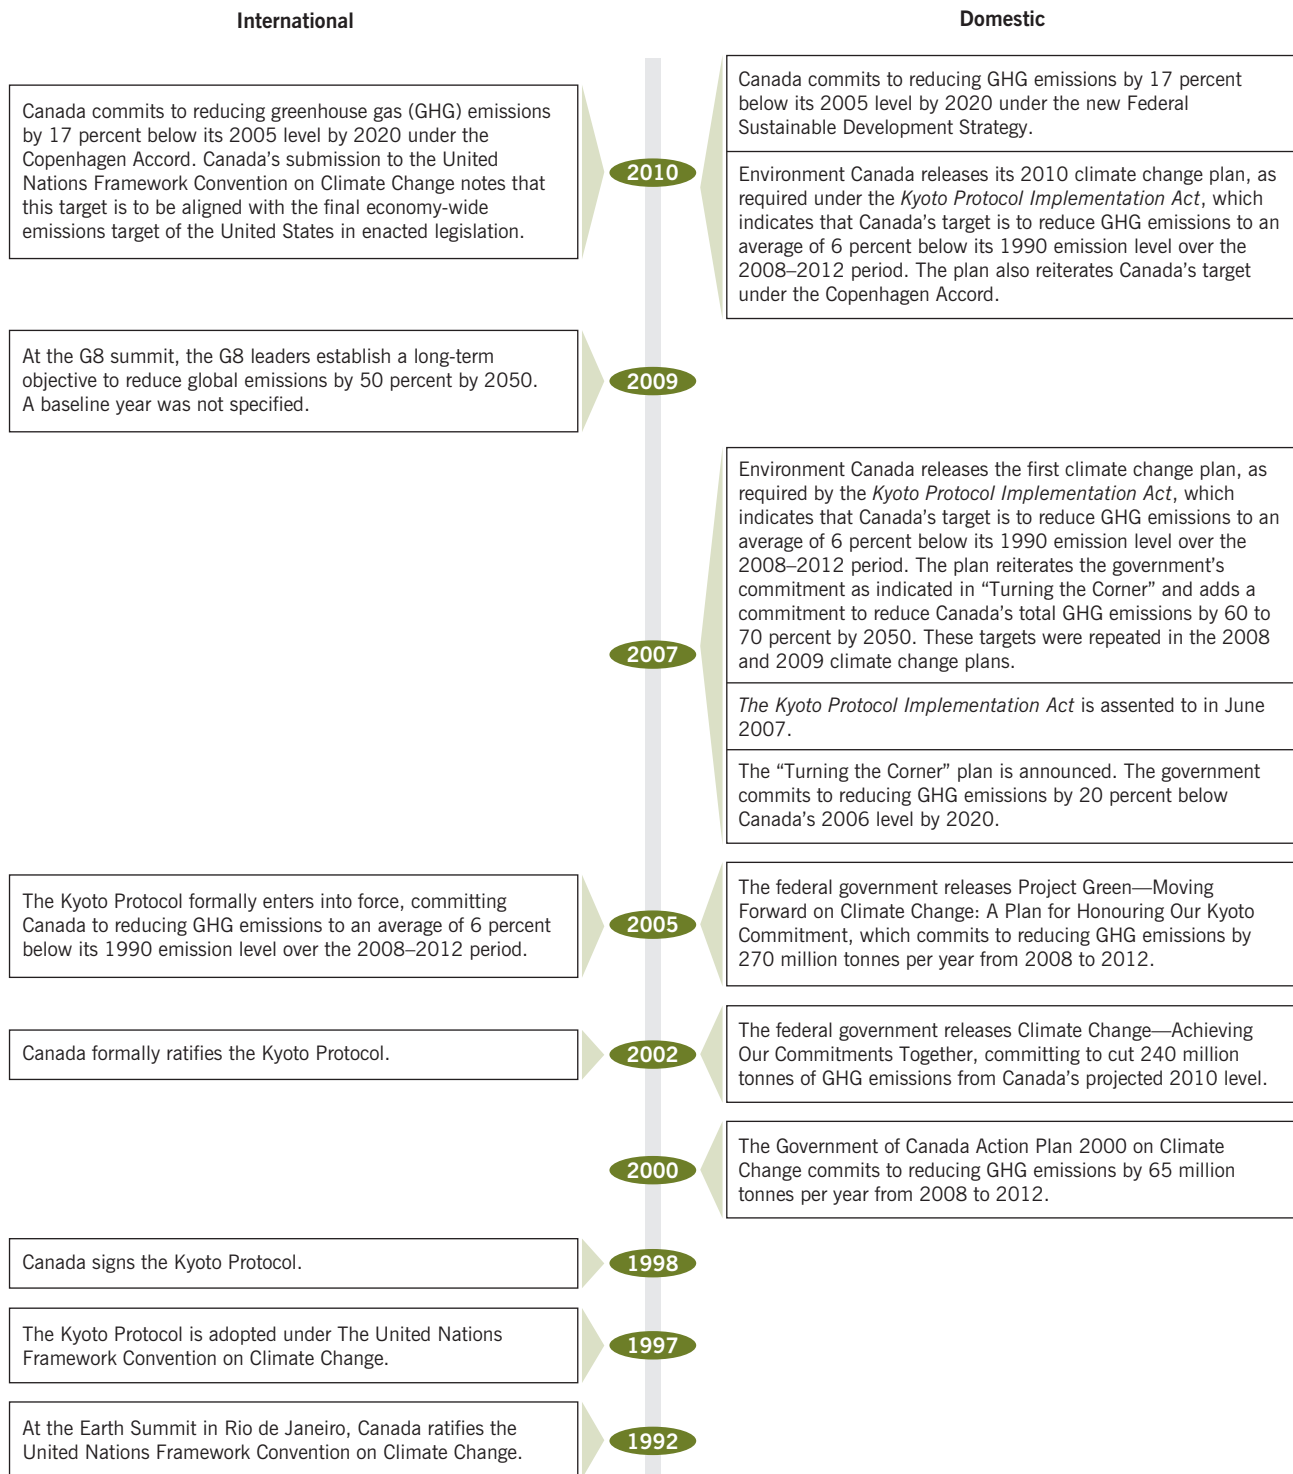 International
Domestic
Canada commits to reducing greenhouse gas (GHG) emissions
by 17 percent below its 2005 level by 2020 under the
Copenhagen Accord. Canada’s submission to the United
Nations Framework Convention on Climate Change notes that
this target is to be aligned with the final economy-wide
emissions target of the United States in enacted legislation.
2010
Canada commits to reducing GHG emissions by 17 percent
below its 2005 level by 2020 under the new Federal
Sustainable Development Strategy.
Environment Canada releases its 2010 climate change plan, as
required under the Kyoto Protocol Implementation Act, which
indicates that Canada’s target is to reduce GHG emissions to an
average of 6 percent below its 1990 emission level over the
2008–2012 period. The plan also reiterates Canada’s target
under the Copenhagen Accord.
At the G8 summit, the G8 leaders establish a long-term
objective to reduce global emissions by 50 percent by 2050.
A baseline year was not specified.
2009
2007
Environment Canada releases the first climate change plan, as
required by the Kyoto Protocol Implementation Act, which
indicates that Canada’s target is to reduce GHG emissions to an
average of 6 percent below its 1990 emission level over the
2008–2012 period. The plan reiterates the government’s
commitment as indicated in “Turning the Corner” and adds a
commitment to reduce Canada’s total GHG emissions by 60 to
70 percent by 2050. These targets were repeated in the 2008
and 2009 climate change plans.
The Kyoto Protocol Implementation Act is assented to in June
2007.
The “Turning the Corner” plan is announced. The government
commits to reducing GHG emissions by 20 percent below
Canada’s 2006 level by 2020.
The Kyoto Protocol formally enters into force, committing
Canada to reducing GHG emissions to an average of 6 percent
below its 1990 emission level over the 2008–2012 period.
2005
The federal government releases Project Green—Moving
Forward on Climate Change: A Plan for Honouring Our Kyoto
Commitment, which commits to reducing GHG emissions by
270 million tonnes per year from 2008 to 2012.
Canada formally ratifies the Kyoto Protocol.
2002
The federal government releases Climate Change—Achieving
Our Commitments Together, committing to cut 240 million
tonnes of GHG emissions from Canada’s projected 2010 level.
2000
The Government of Canada Action Plan 2000 on Climate
Change commits to reducing GHG emissions by 65 million
tonnes per year from 2008 to 2012.
Canada signs the Kyoto Protocol.
1998
The Kyoto Protocol is adopted under The United Nations
Framework Convention on Climate Change.
1997
At the Earth Summit in Rio de Janeiro, Canada ratifies the
United Nations Framework Convention on Climate Change.
1992